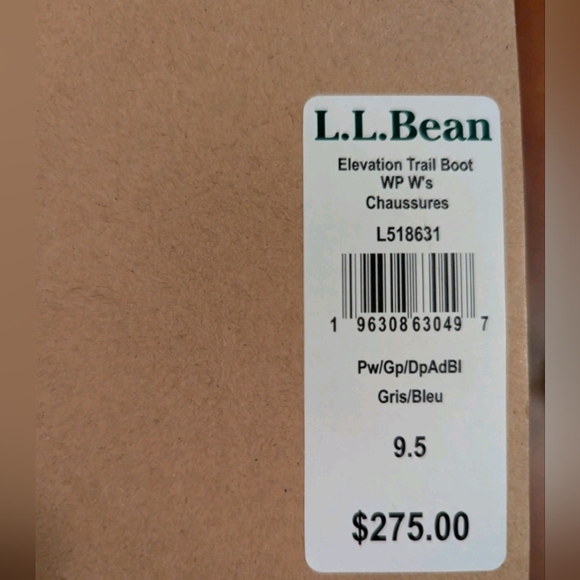 L.L.Bean
Elevation Trail Boot
WP W's
Chaussures
L518631
1 96308 63049 7
Pw/Gp/DpAdBl
Gris/Bleu
9.5
$275.00